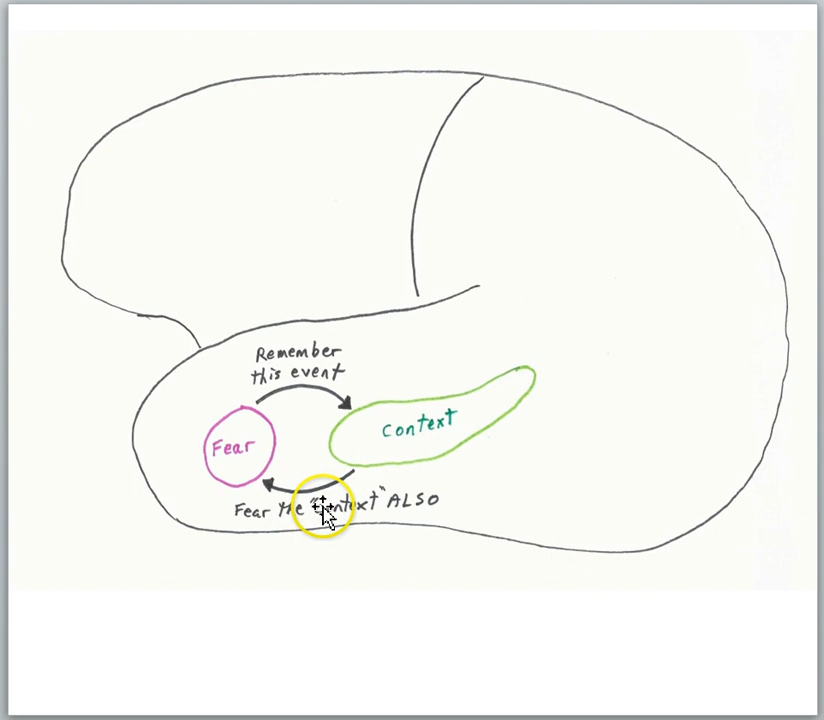 Remember
this event
Fear
Context
Fear the "Context" ALSO